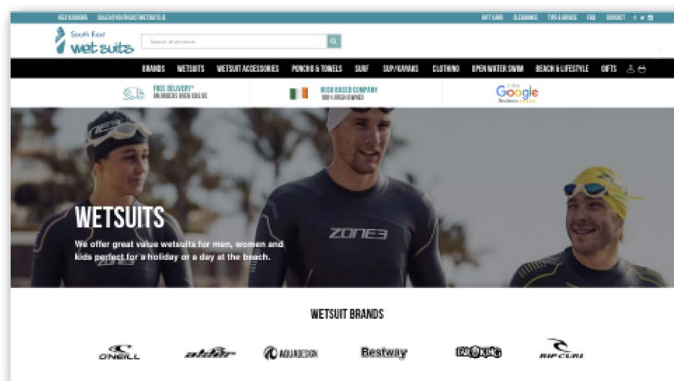 GIFT CARD CLEARANCE TIPS & ADVICE FAQ CONTACT
South East
wetsuits
Search all products
BRANDS WETSUITS WETSUIT ACCESSORIES PONCHO & TOWELS SURF SUP/KAYAKS CLOTHING OPEN WATER SWIM BEACH & LIFESTYLE GIFTS
FREE DELIVERY*
IRISH BASED COMPANY
100% IRISH OWNED
Google
ZONE3
ZONE3
WETSUITS
We offer great value wetsuits for men, women and
kids perfect for a holiday or a day at the beach.
WETSUIT BRANDS
O'NEILL
AQUADESIGN
Bestway
RIP CURL